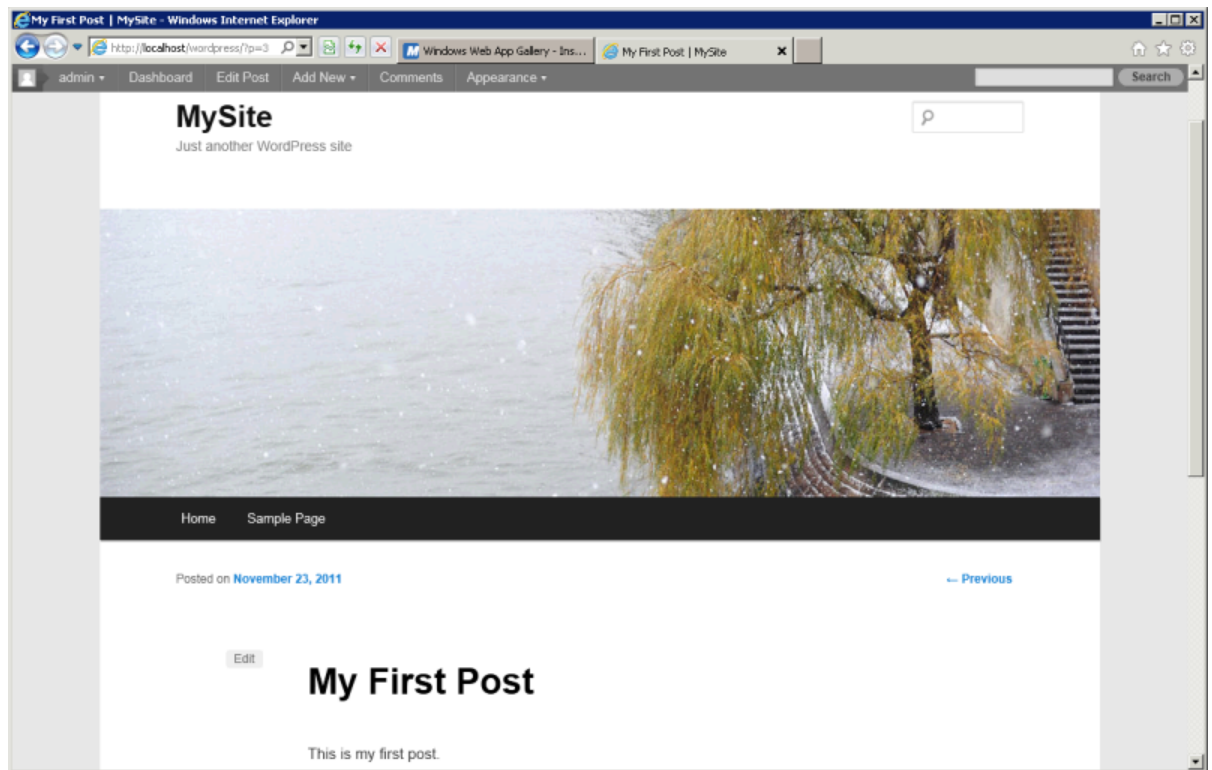 My First Post | MySite - Windows Internet Explorer
http://localhost/wordpress/?p=3
Windows Web App Gallery - Ins...
My First Post | MySite
admin
Dashboard
Edit Post
Add New
Comments
Appearance
Search
MySite
Just another WordPress site
Home
Sample Page
Posted on November 23, 2011
← Previous
Edit
My First Post
This is my first post.